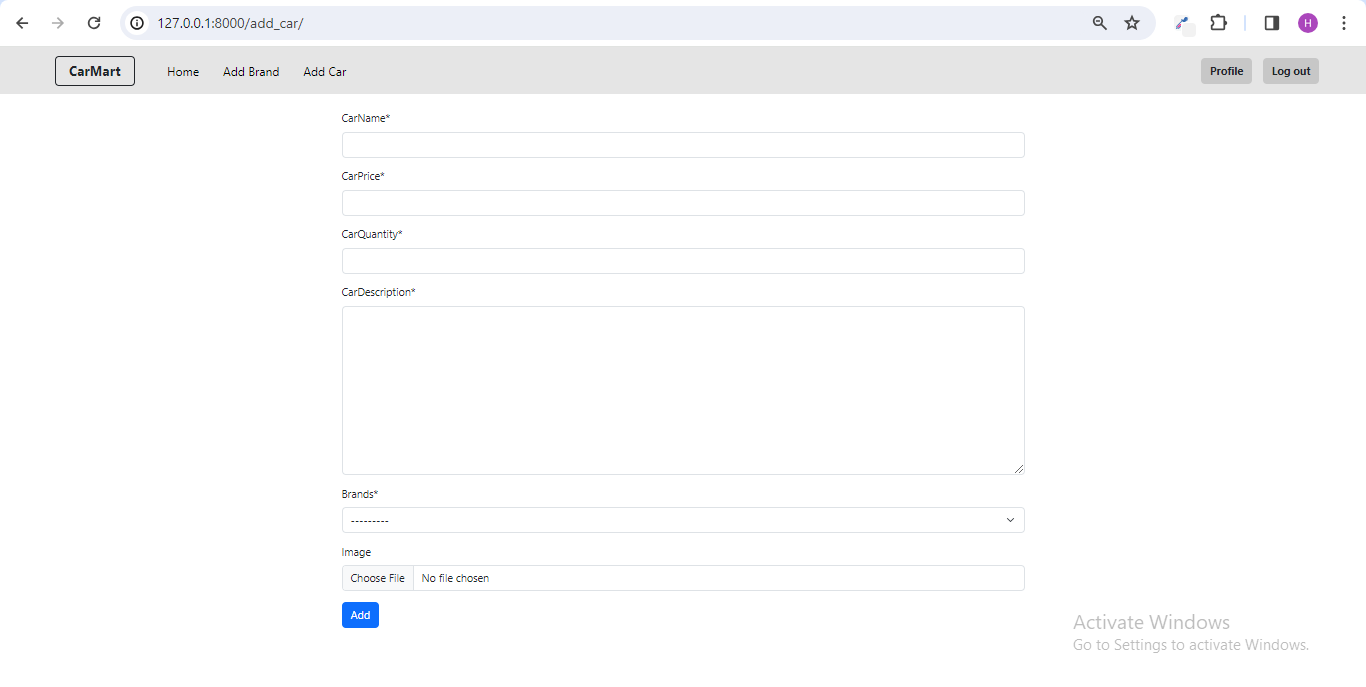 127.0.0.1:8000/add_car/
H
CarMart Home Add Brand Add Car Profile Log out
CarName*
CarPrice*
CarQuantity*
CarDescription*
Brands*
---------
Image
Choose File No file chosen
Add
Activate Windows
Go to Settings to activate Windows.